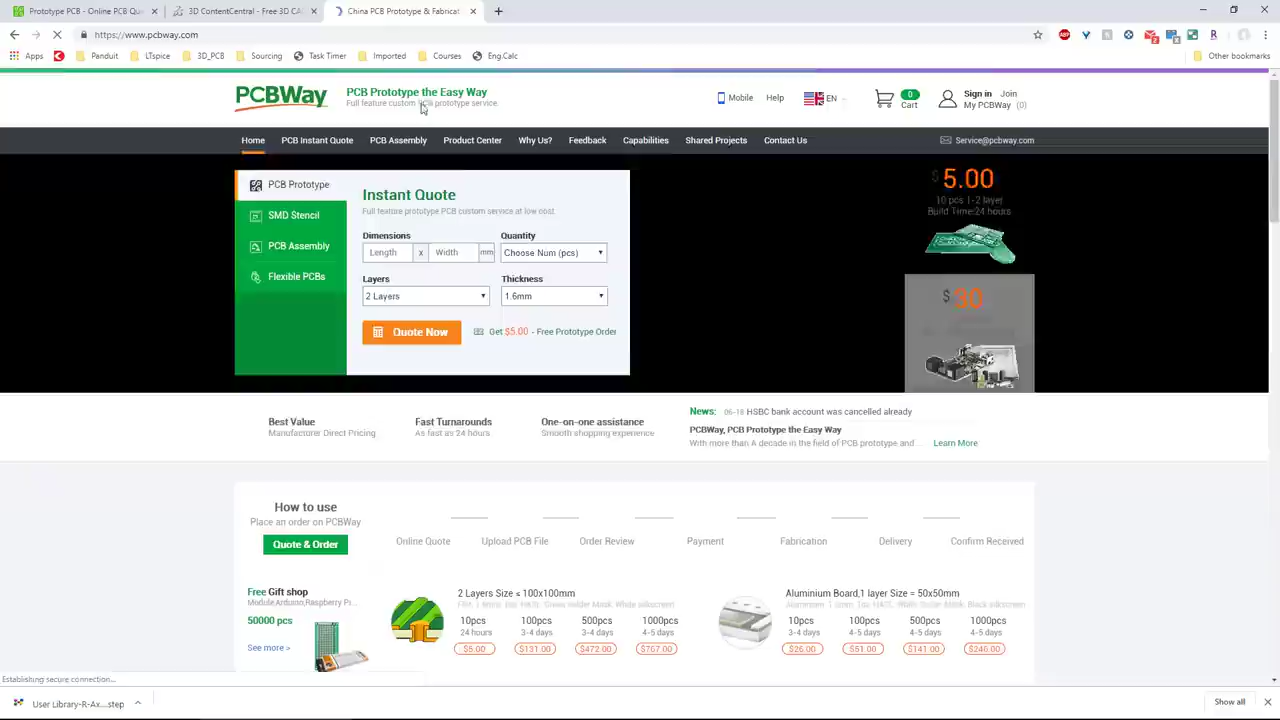 Prototype PCB - Online PCB Qu
3D ContentCentral - Free 3D CA
China PCB Prototype & Fabricat
https://www.pcbway.com
Apps
Panduit
LTspice
3D_PCB
Sourcing
Task Timer
Imported
Courses
Eng.Calc
Other bookmarks
PCBWay
PCB Prototype the Easy Way
Full feature custom PCB prototype service.
Mobile
Help
EN
0
Cart
Sign in
Join
My PCBWay (0)
Home
PCB Instant Quote
PCB Assembly
Product Center
Why Us?
Feedback
Capabilities
Shared Projects
Contact Us
Service@pcbway.com
PCB Prototype
SMD Stencil
PCB Assembly
Flexible PCBs
Instant Quote
Full feature prototype PCB custom service at low cost.
Dimensions
Quantity
Length x Width mm
Choose Num (pcs)
Layers
Thickness
2 Layers
1.6mm
Quote Now
Get $5.00 - Free Prototype Order
$5.00
10 pcs 1-2 layer
Build Time:24 hours
$30
Best Value
Manufacturer Direct Pricing
Fast Turnarounds
As fast as 24 hours
One-on-one assistance
Smooth shopping experience
News: 06-18 HSBC bank account was cancelled already
PCBWay, PCB Prototype the Easy Way
With more than A decade in the field of PCB prototype and...
Learn More
How to use
Place an order on PCBWay
Quote & Order
Online Quote
Upload PCB File
Order Review
Payment
Fabrication
Delivery
Confirm Received
Free Gift shop
Module,Arduino,Raspberry Pi...
50000 pcs
See more >
2 Layers Size ≤ 100x100mm
10pcs
100pcs
500pcs
1000pcs
24 hours
3-4 days
3-4 days
4-5 days
$5.00
$131.00
$472.00
$767.00
Aluminium Board,1 layer Size = 50x50mm
10pcs
100pcs
500pcs
1000pcs
3-4 days
4-5 days
4-5 days
4-5 days
$26.00
$51.00
$141.00
$246.00
Establishing secure connection...
User Library-R-Ax....step
Show all